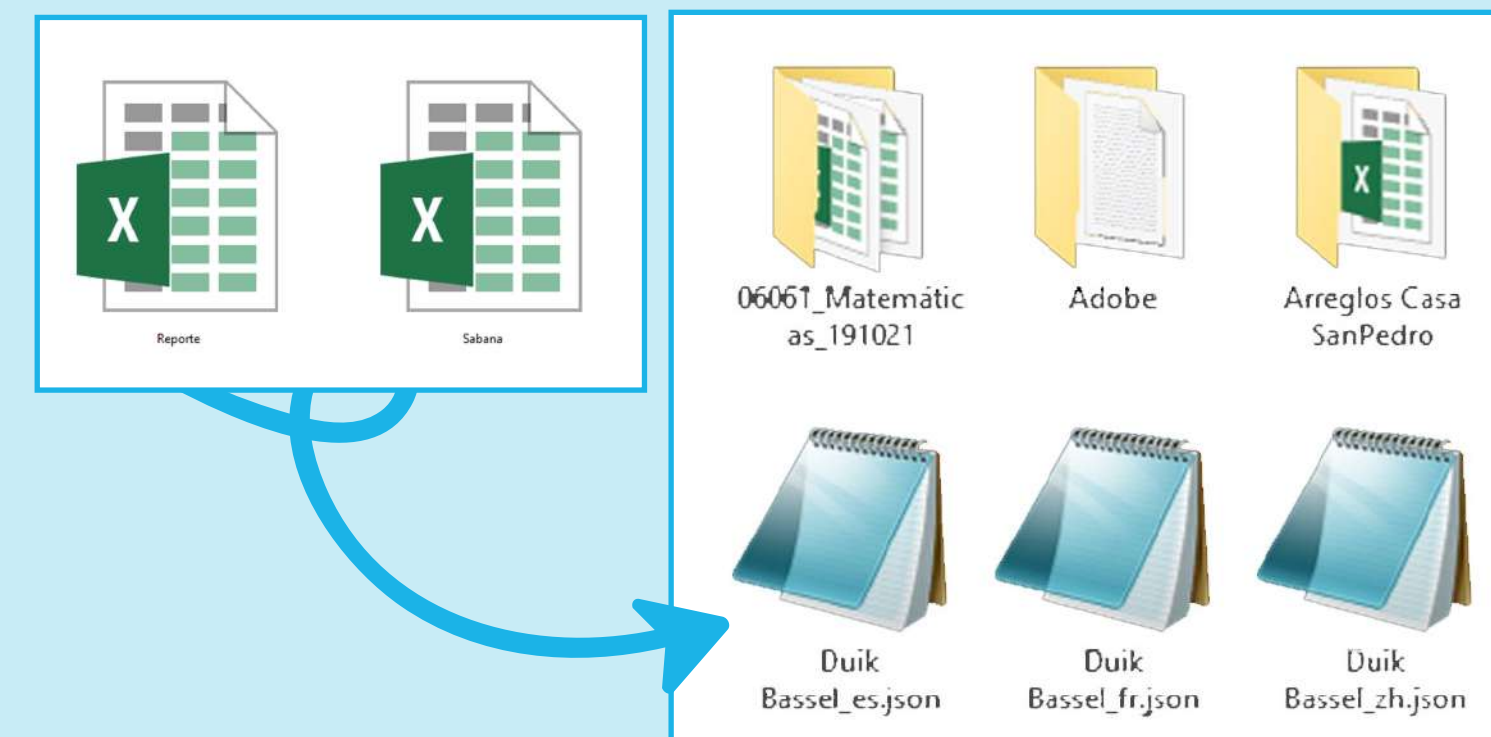 X
Reporte
X
Sabana
06061_Matemátic
as_191021
Adobe
X
Arreglos Casa
SanPedro
Duik
Bassel_es.json
Duik
Bassel_fr.json
Duik
Bassel_zh.json